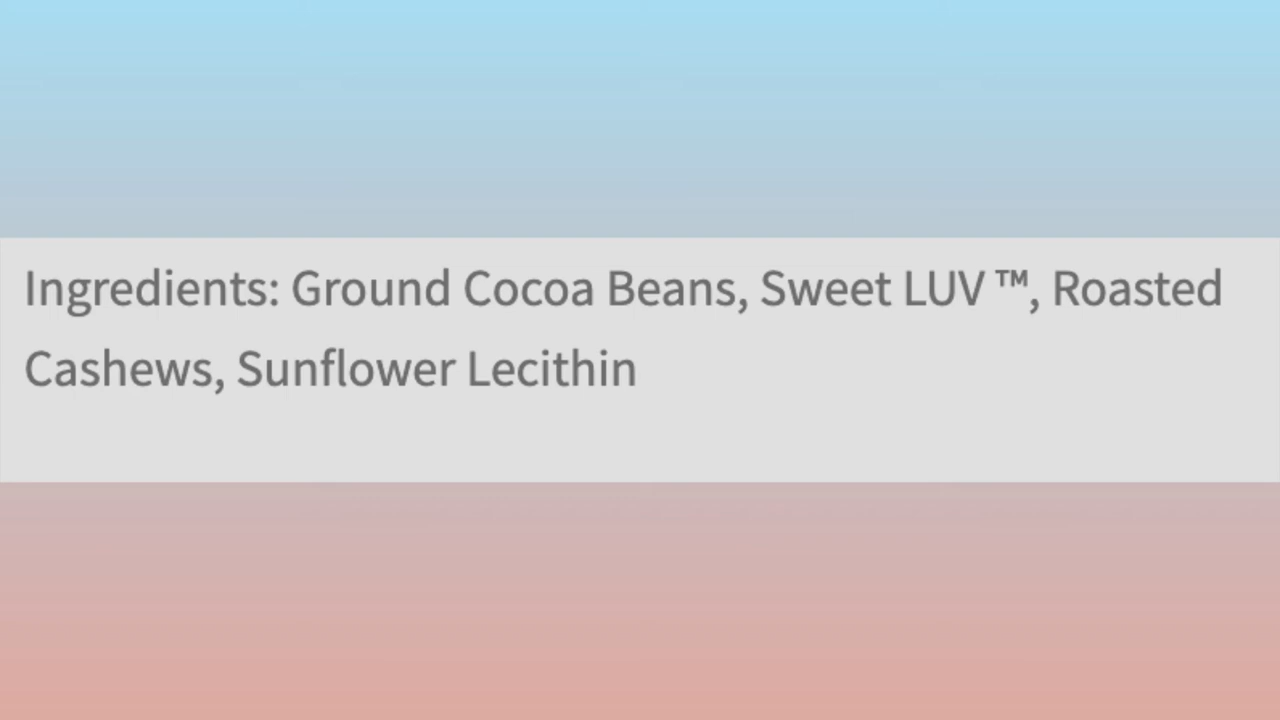 Ingredients: Ground Cocoa Beans, Sweet LUV ™, Roasted
Cashews, Sunflower Lecithin